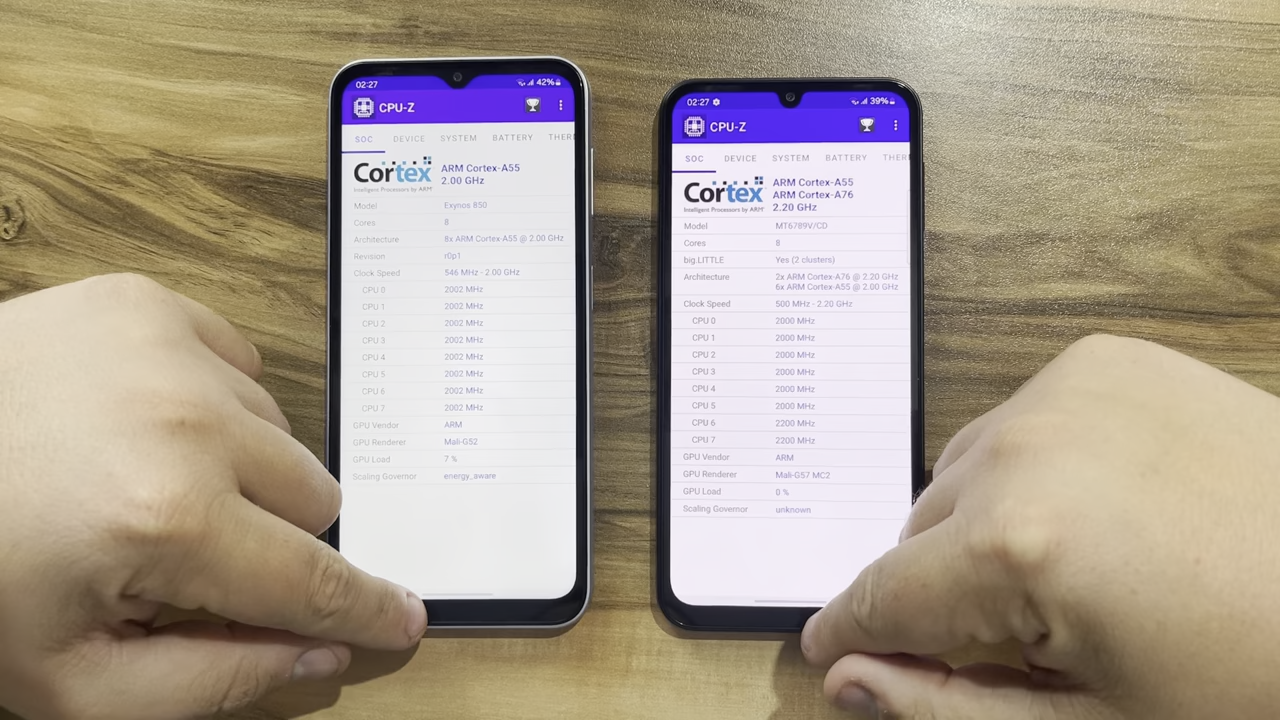 02:27 42%
CPU-Z
SOC DEVICE SYSTEM BATTERY THER
Cortex
Intelligent Processors by ARM
ARM Cortex-A55
2.00 GHz
Model Exynos 850
Cores 8
Architecture 8x ARM Cortex-A55 @ 2.00 GHz
Revision r0p1
Clock Speed 546 MHz - 2.00 GHz
CPU 0 2002 MHz
CPU 1 2002 MHz
CPU 2 2002 MHz
CPU 3 2002 MHz
CPU 4 2002 MHz
CPU 5 2002 MHz
CPU 6 2002 MHz
CPU 7 2002 MHz
GPU Vendor ARM
GPU Renderer Mali-G52
GPU Load 7 %
Scaling Governor energy_aware
02:27 39%
CPU-Z
SOC DEVICE SYSTEM BATTERY THER
Cortex
Intelligent Processors by ARM
ARM Cortex-A55
ARM Cortex-A76
2.20 GHz
Model MT6789V/CD
Cores 8
big.LITTLE Yes (2 clusters)
Architecture 2x ARM Cortex-A76 @ 2.20 GHz
6x ARM Cortex-A55 @ 2.00 GHz
Clock Speed 500 MHz - 2.20 GHz
CPU 0 2000 MHz
CPU 1 2000 MHz
CPU 2 2000 MHz
CPU 3 2000 MHz
CPU 4 2000 MHz
CPU 5 2000 MHz
CPU 6 2200 MHz
CPU 7 2200 MHz
GPU Vendor ARM
GPU Renderer Mali-G57 MC2
GPU Load 0 %
Scaling Governor unknown